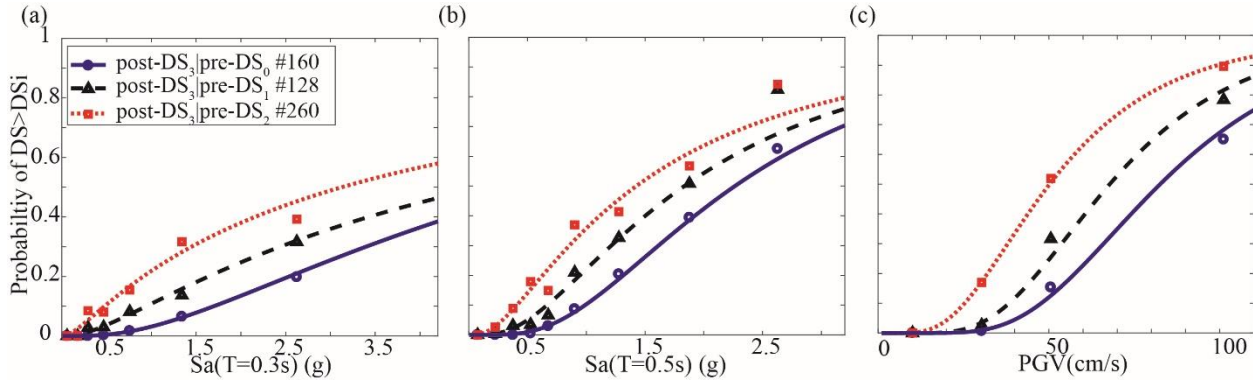 (a)
Probabiltiy of DS>DSi
1
0.8
0.6
0.4
0.2
0
post-DS₃|pre-DS₀ #160
post-DS₃|pre-DS₁ #128
post-DS₃|pre-DS₂ #260
0.5 1.5 2.5 3.5
Sa(T=0.3s) (g)
(b)
0.5 1.5 2.5
Sa(T=0.5s) (g)
(c)
0 50 100
PGV(cm/s)